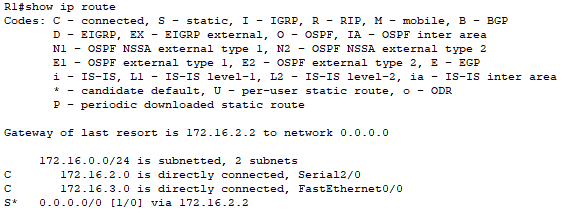 R1#show ip route
Codes: C - connected, S - static, I - IGRP, R - RIP, M - mobile, B - BGP
       D - EIGRP, EX - EIGRP external, O - OSPF, IA - OSPF inter area
       N1 - OSPF NSSA external type 1, N2 - OSPF NSSA external type 2
       E1 - OSPF external type 1, E2 - OSPF external type 2, E - EGP
       i - IS-IS, L1 - IS-IS level-1, L2 - IS-IS level-2, ia - IS-IS inter area
       * - candidate default, U - per-user static route, o - ODR
       P - periodic downloaded static route
Gateway of last resort is 172.16.2.2 to network 0.0.0.0
     172.16.0.0/24 is subnetted, 2 subnets
C       172.16.2.0 is directly connected, Serial2/0
C       172.16.3.0 is directly connected, FastEthernet0/0
S*   0.0.0.0/0 [1/0] via 172.16.2.2